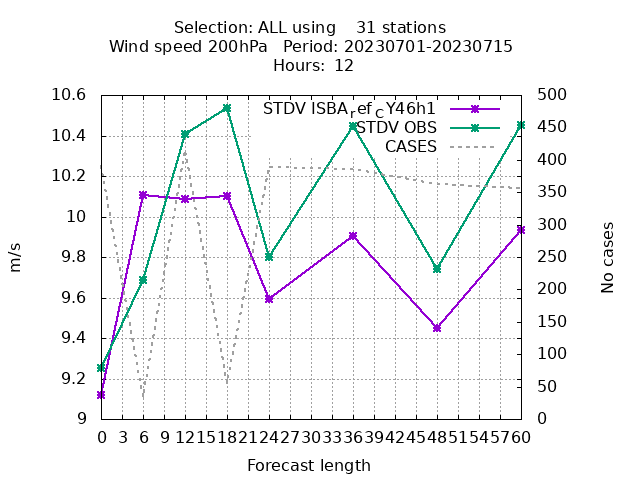 Selection: ALL using 31 stations
Wind speed 200hPa Period: 20230701-20230715
Hours: 12
STDV ISBA_ref_CY46h1
STDV OBS
CASES
10.6
10.4
10.2
10
9.8
9.6
9.4
9.2
9
m/s
500
450
400
350
300
250
200
150
100
50
0
No cases
0 3 6 9 12 15 18 21 24 27 30 33 36 39 42 45 48 51 54 57 60
Forecast length